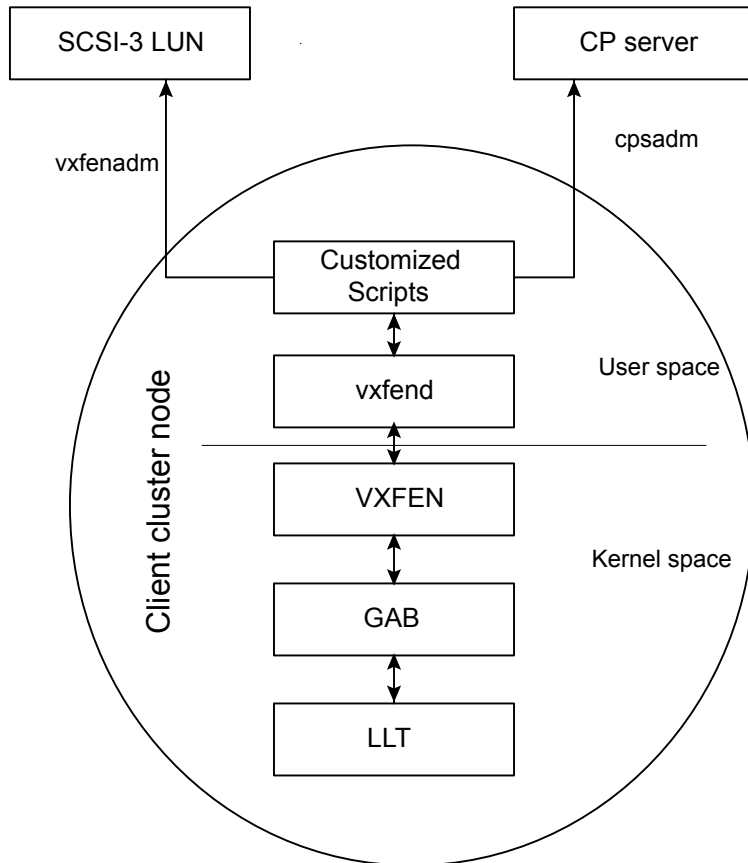 SCSI-3 LUN
CP server
vxfenadm
cpsadm
Customized
Scripts
vxfend
User space
Client cluster node
VXFEN
Kernel space
GAB
LLT